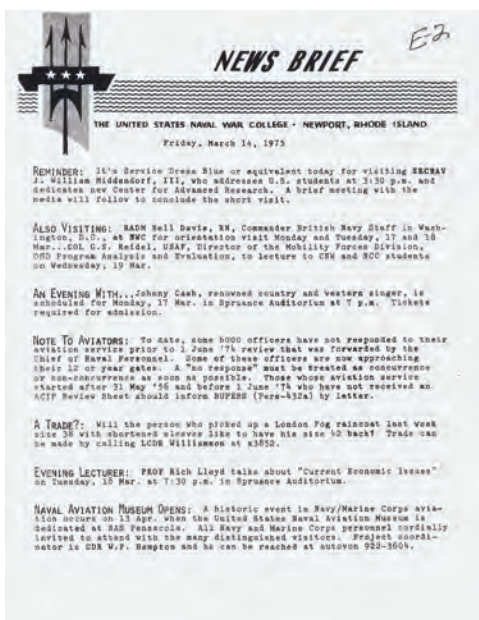 E-2
NEWS BRIEF
THE UNITED STATES NAVAL WAR COLLEGE • NEWPORT, RHODE ISLAND
Friday, March 14, 1975
REMINDER: It's Service Dress Blue or equivalent today for visiting SECNAV
J. William Middendorf, III, who addresses U.S. students at 3:30 p.m. and
dedicates new Center for Advanced Research. A brief meeting with the
media will follow to conclude the short visit.
ALSO VISITING: RADM Bell Davis, RN, Commander British Navy Staff in Wash-
ington, D.C., at NWC for orientation visit Monday and Tuesday, 17 and 18
Mar...COL G.S. Reidel, USAF, Director of the Mobility Forces Division,
OSD Program Analysis and Evaluation, to lecture to CNW and NCC students
on Wednesday, 19 Mar.
AN EVENING WITH...Johnny Cash, renowned country and western singer, is
scheduled for Monday, 17 Mar. in Spruance Auditorium at 7 p.m. Tickets
required for admission.
NOTE TO AVIATORS: To date, some 6000 officers have not responded to their
aviation service prior to 1 June '74 review that was forwarded by the
Chief of Naval Personnel. Some of these officers are now approaching
their 12 or year gates. A "no response" must be treated as concurrence
or non-concurrence as soon as possible. Those whose aviation service
started after 31 May '56 and before 1 June '74 who have not received an
ACIP Review Sheet should inform BUPERS (Pers-432a) by letter.
A TRADE?: Will the person who picked up a London Fog raincoat last week
size 38 with shortened sleeves like to have his size 42 back? Trade can
be made by calling LCDR Williamson at x3852.
EVENING LECTURER: PROF Rich Lloyd talks about "Current Economic Issues"
on Tuesday, 18 Mar. at 7:30 p.m. in Spruance Auditorium.
NAVAL AVIATION MUSEUM OPENS: A historic event in Navy/Marine Corps avia-
tion occurs on 13 Apr. when the United States Naval Aviation Museum is
dedicated at NAS Pensacola. All Navy and Marine Corps personnel cordially
invited to attend with the many distinguished visitors. Project coordi-
nator is CDR W.F. Hampton and he can be reached at autovon 922-3604.